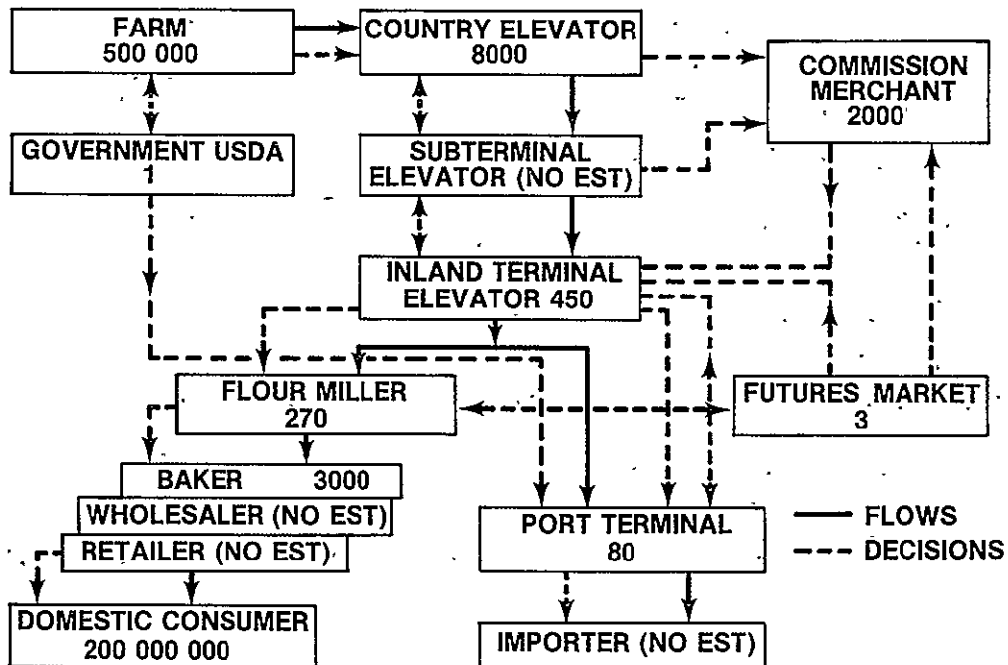 FARM
500 000
COUNTRY ELEVATOR
8000
COMMISSION
MERCHANT
2000
GOVERNMENT USDA
1
SUBTERMINAL
ELEVATOR (NO EST)
INLAND TERMINAL
ELEVATOR 450
FLOUR MILLER
270
FUTURES MARKET
3
BAKER 3000
WHOLESALER (NO EST)
RETAILER (NO EST)
PORT TERMINAL
80
FLOWS
DECISIONS
DOMESTIC CONSUMER
200 000 000
IMPORTER (NO EST)